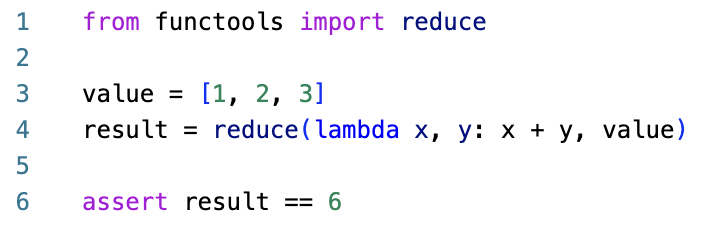 1 from functools import reduce
2
3 value = [1, 2, 3]
4 result = reduce(lambda x, y: x + y, value)
5
6 assert result == 6